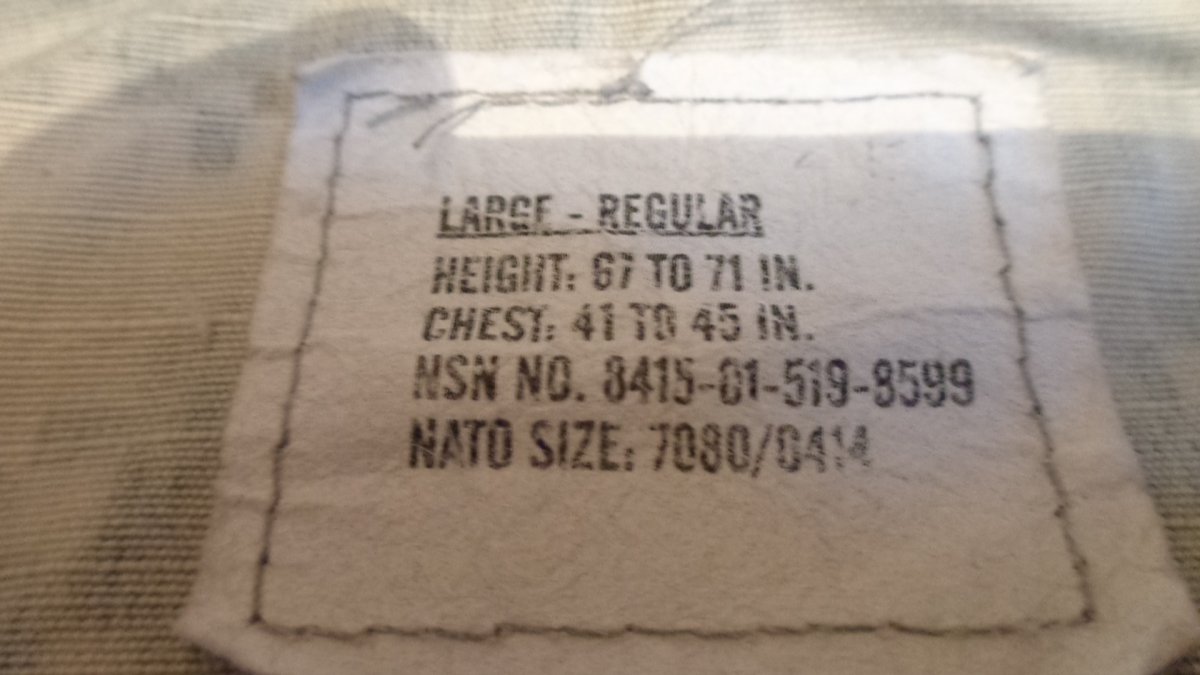 LARGE - REGULAR
HEIGHT: 67 TO 71 IN.
CHEST: 41 TO 45 IN.
NSN NO. 8415-01-519-8599
NATO SIZE: 7080/0414